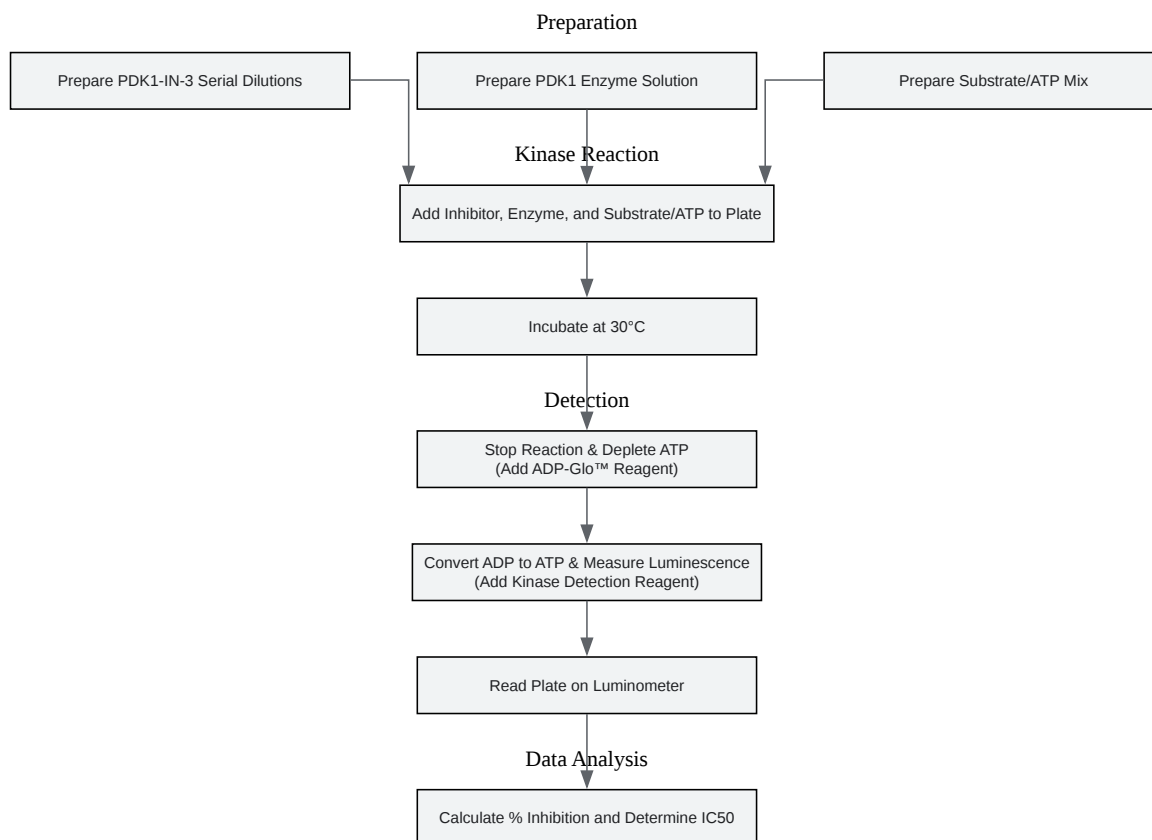 Preparation
Prepare PDK1-IN-3 Serial Dilutions
Prepare PDK1 Enzyme Solution
Prepare Substrate/ATP Mix
Kinase Reaction
Add Inhibitor, Enzyme, and Substrate/ATP to Plate
Incubate at 30°C
Detection
Stop Reaction & Deplete ATP
(Add ADP-Glo™ Reagent)
Convert ADP to ATP & Measure Luminescence
(Add Kinase Detection Reagent)
Read Plate on Luminometer
Data Analysis
Calculate % Inhibition and Determine IC50